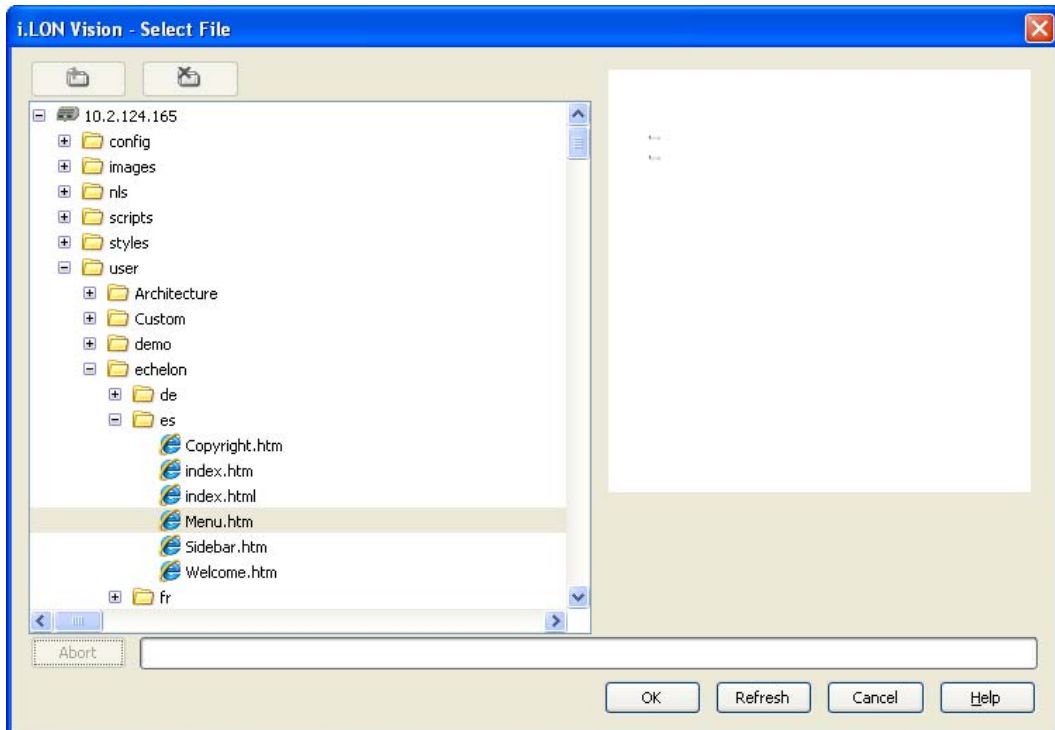 i.LON Vision - Select File
10.2.124.165
config
images
nls
scripts
styles
user
Architecture
Custom
demo
echelon
de
es
Copyright.htm
index.htm
index.html
Menu.htm
Sidebar.htm
Welcome.htm
fr
Abort
OK Refresh Cancel Help